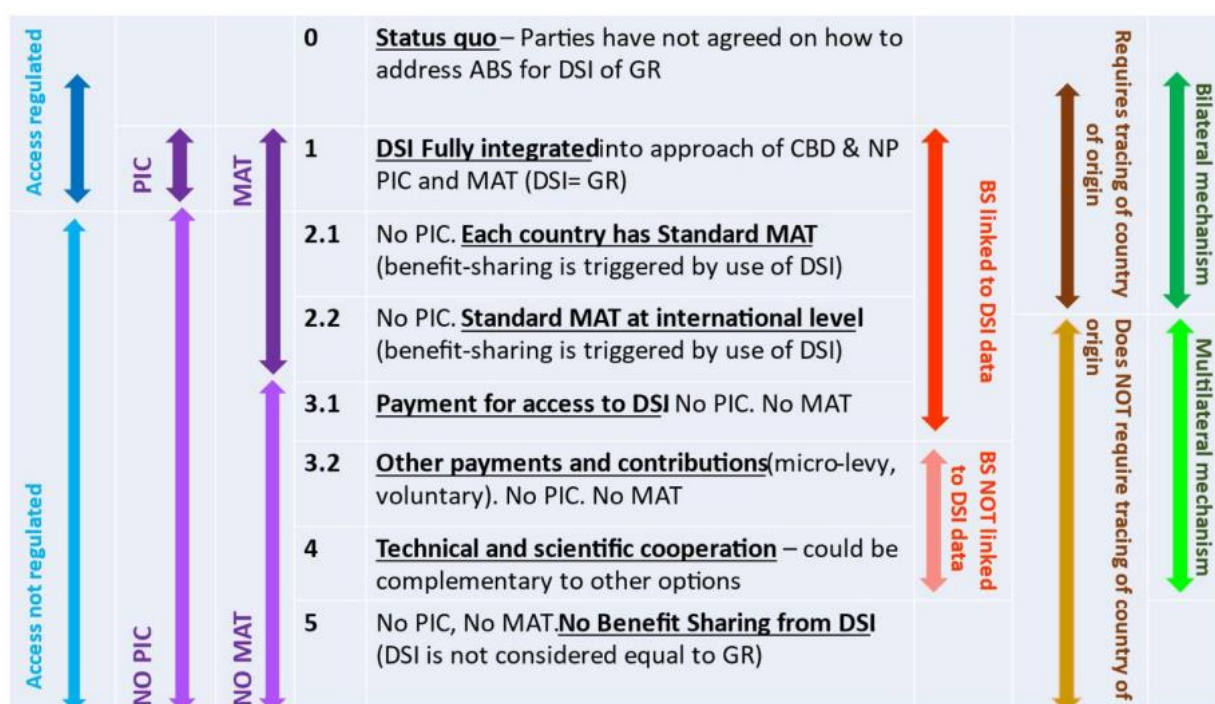 Access regulated
Access not regulated
PIC
NO PIC
MAT
NO MAT
0 Status quo – Parties have not agreed on how to
address ABS for DSI of GR
1 DSI Fully integrated into approach of CBD & NP
PIC and MAT (DSI= GR)
2.1 No PIC. Each country has Standard MAT
(benefit-sharing is triggered by use of DSI)
2.2 No PIC. Standard MAT at international level
(benefit-sharing is triggered by use of DSI)
3.1 Payment for access to DSI No PIC. No MAT
3.2 Other payments and contributions(micro-levy,
voluntary). No PIC. No MAT
4 Technical and scientific cooperation – could be
complementary to other options
5 No PIC, No MAT.No Benefit Sharing from DSI
(DSI is not considered equal to GR)
BS linked to DSI data
BS NOT linked
to DSI data
Requires tracing of country
of origin
Does NOT require tracing of country of
origin
Bilateral mechanism
Multilateral mechanism